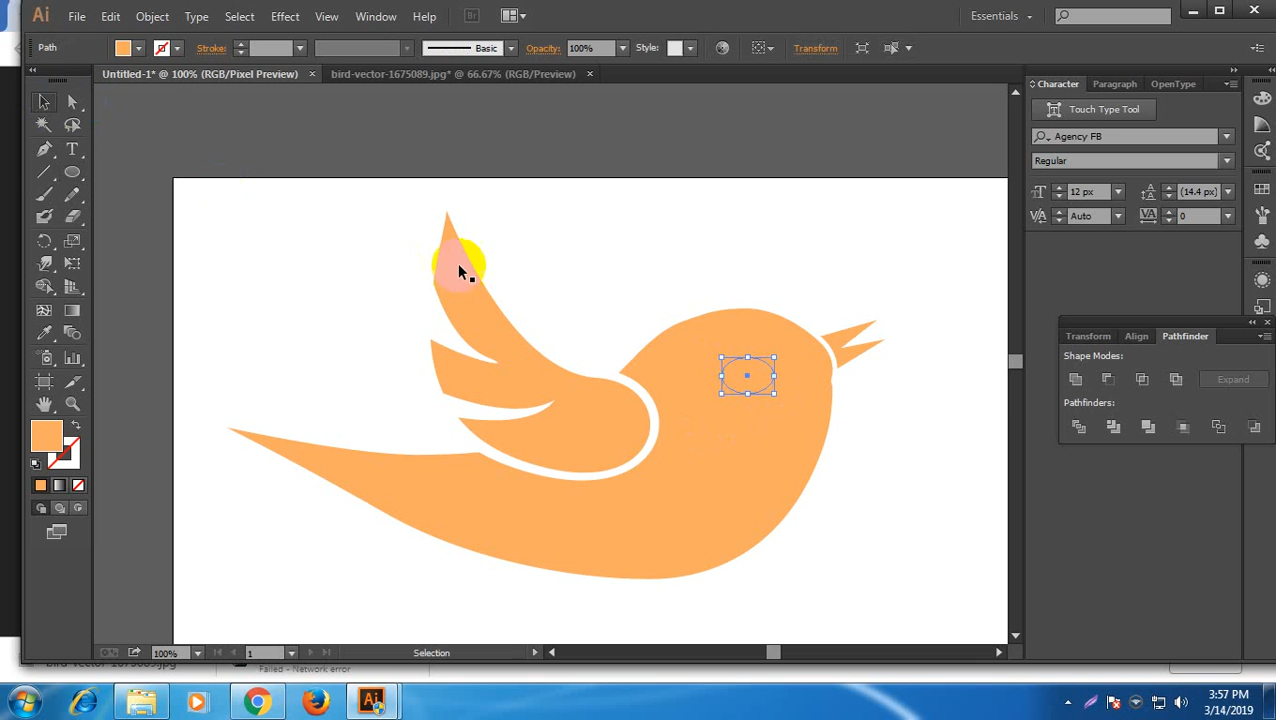 Ai File Edit Object Type Select Effect View Window Help Br Essentials
Path Stroke: Basic Opacity: 100% Style: Transform
Untitled-1* @ 100% (RGB/Pixel Preview) × bird-vector-1675089.jpg* @ 66.67% (RGB/Preview) ×
Character Paragraph OpenType
Touch Type Tool
Agency FB
Regular
12 px (14.4 px)
Auto 0
Transform Align Pathfinder
Shape Modes:
Expand
Pathfinders:
100% 1 Selection
bird-vector-1675089.jpg
Failed - Network error
Ai
3:57 PM
3/14/2019